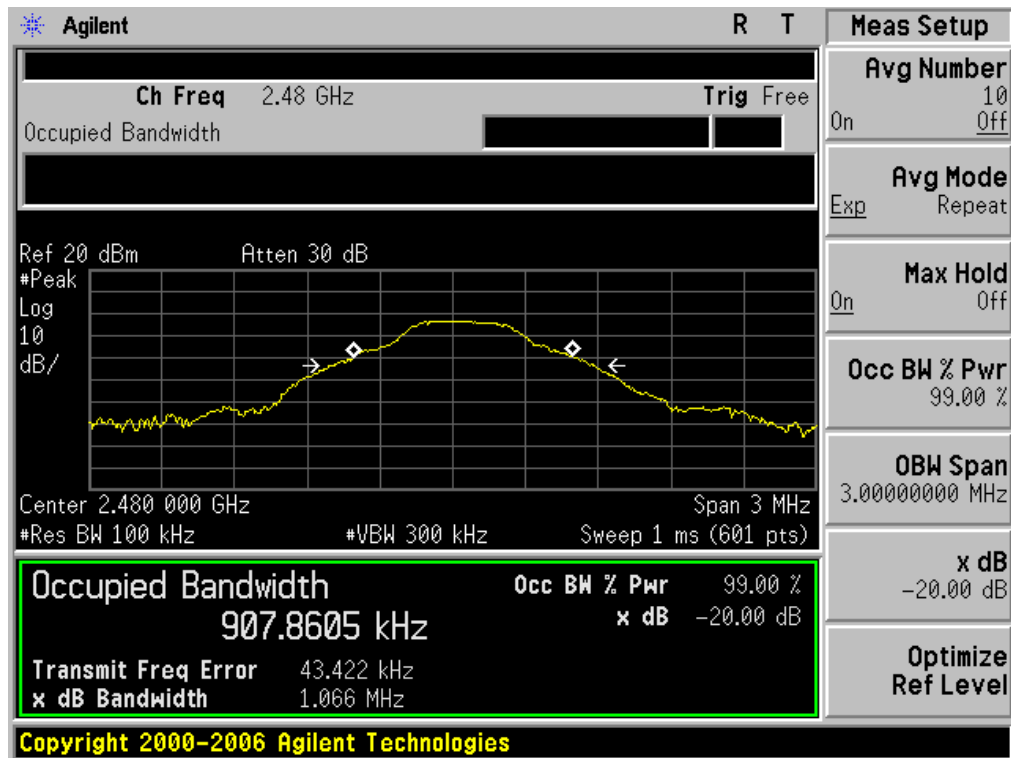 Agilent R T
Ch Freq 2.48 GHz Trig Free
Occupied Bandwidth
Ref 20 dBm Atten 30 dB
#Peak
Log
10
dB/
Center 2.480 000 GHz Span 3 MHz
#Res BW 100 kHz #VBW 300 kHz Sweep 1 ms (601 pts)
Occupied Bandwidth Occ BW % Pwr 99.00 %
907.8605 kHz x dB -20.00 dB
Transmit Freq Error 43.422 kHz
x dB Bandwidth 1.066 MHz
Copyright 2000-2006 Agilent Technologies
Meas Setup
Avg Number
10
On Off
Avg Mode
Exp Repeat
Max Hold
On Off
Occ BW % Pwr
99.00 %
OBW Span
3.00000000 MHz
x dB
-20.00 dB
Optimize
Ref Level